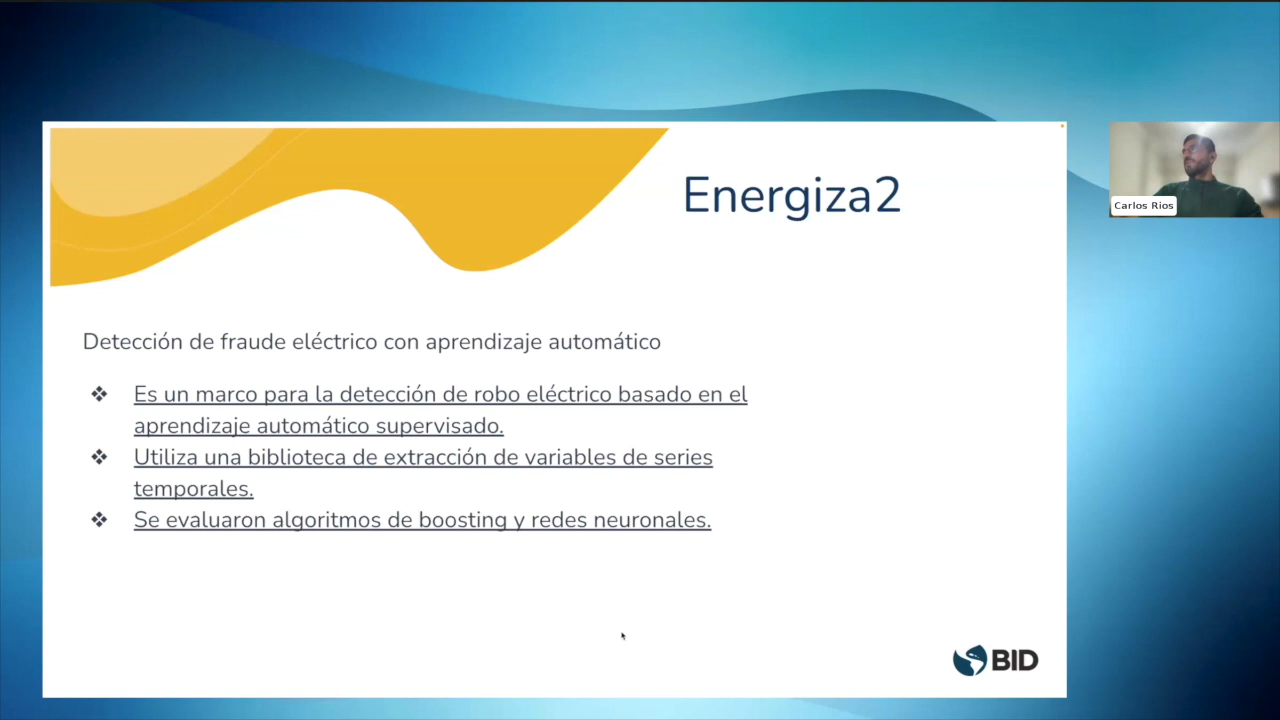 Energiza2
Carlos Rios
Detección de fraude eléctrico con aprendizaje automático
❖ Es un marco para la detección de robo eléctrico basado en el
aprendizaje automático supervisado.
❖ Utiliza una biblioteca de extracción de variables de series
temporales.
❖ Se evaluaron algoritmos de boosting y redes neuronales.
BID